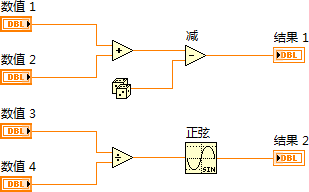 数值 1
DBL
减
结果 1
DBL
+
-
数值 2
DBL
数值 3
DBL
正弦
结果 2
÷
SIN
DBL
数值 4
DBL